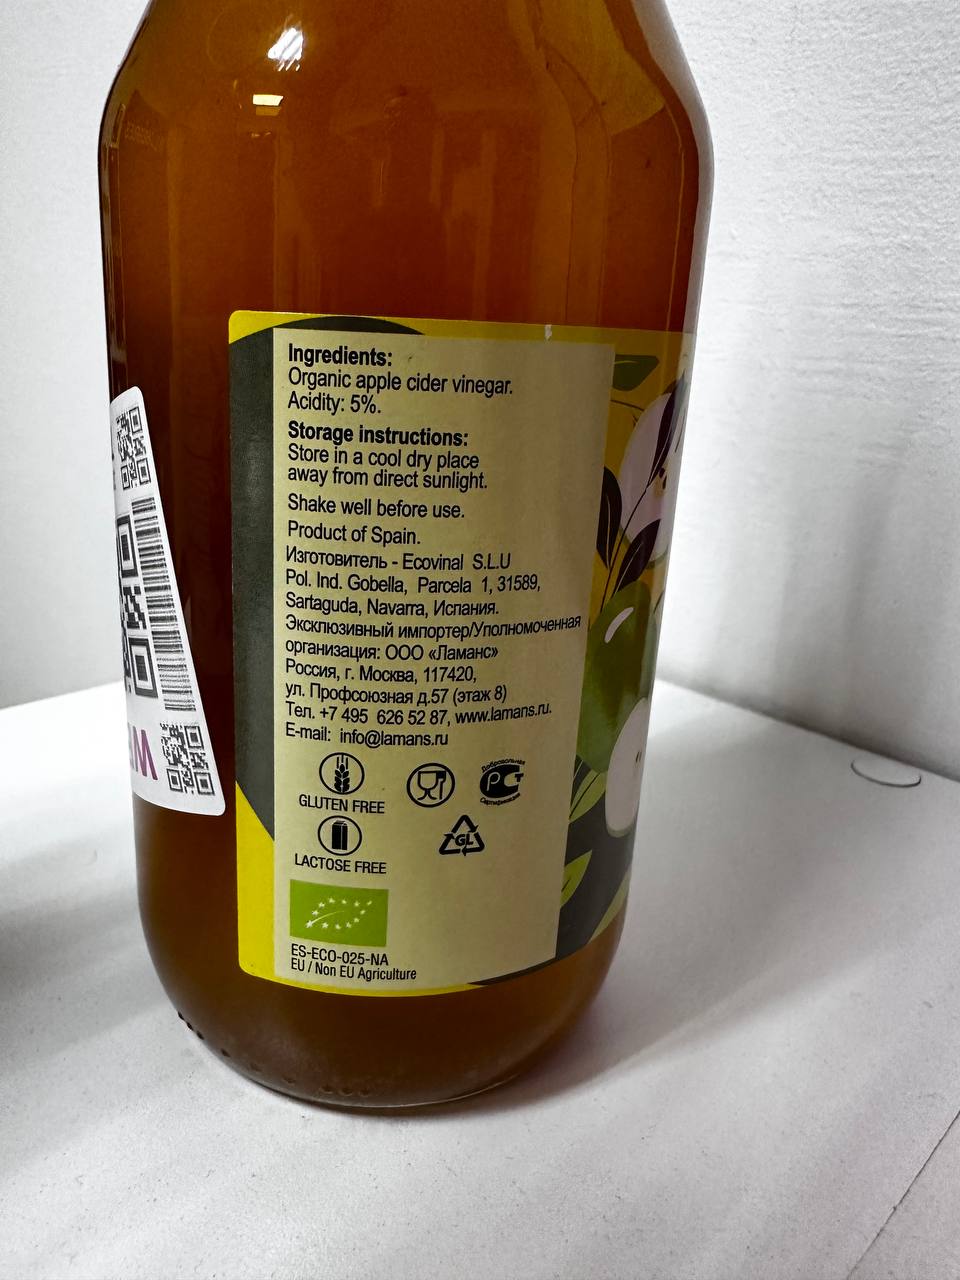 Ingredients:
Organic apple cider vinegar.
Acidity: 5%.
Storage instructions:
Store in a cool dry place
away from direct sunlight.
Shake well before use.
Product of Spain.
Изготовитель - Ecovinal S.L.U
Pol. Ind. Gobella, Parcela 1, 31589,
Sartaguda, Navarra, Испания.
Эксклюзивный импортер/Уполномоченная
организация: ООО «Ламанс»
Россия, г. Москва, 117420,
ул. Профсоюзная д.57 (этаж 8)
Тел. +7 495 626 52 87, www.lamans.ru.
E-mail: info@lamans.ru
Добровольная
РСТ
Сертификация
GLUTEN FREE
GL
LACTOSE FREE
ES-ECO-025-NA
EU / Non EU Agriculture